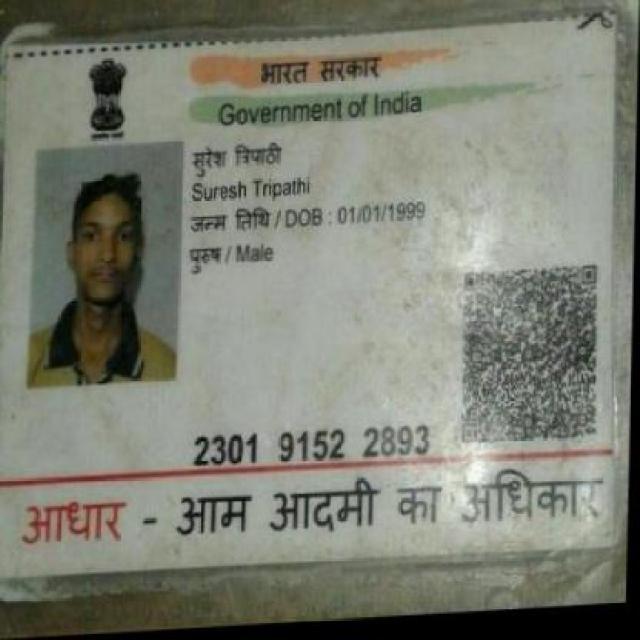 भारत सरकार
Government of India
सुरेश त्रिपाठी
Suresh Tripathi
जन्म तिथि / DOB : 01/01/1999
पुरुष / Male
2301 9152 2893
आधार - आम आदमी का अधिकार